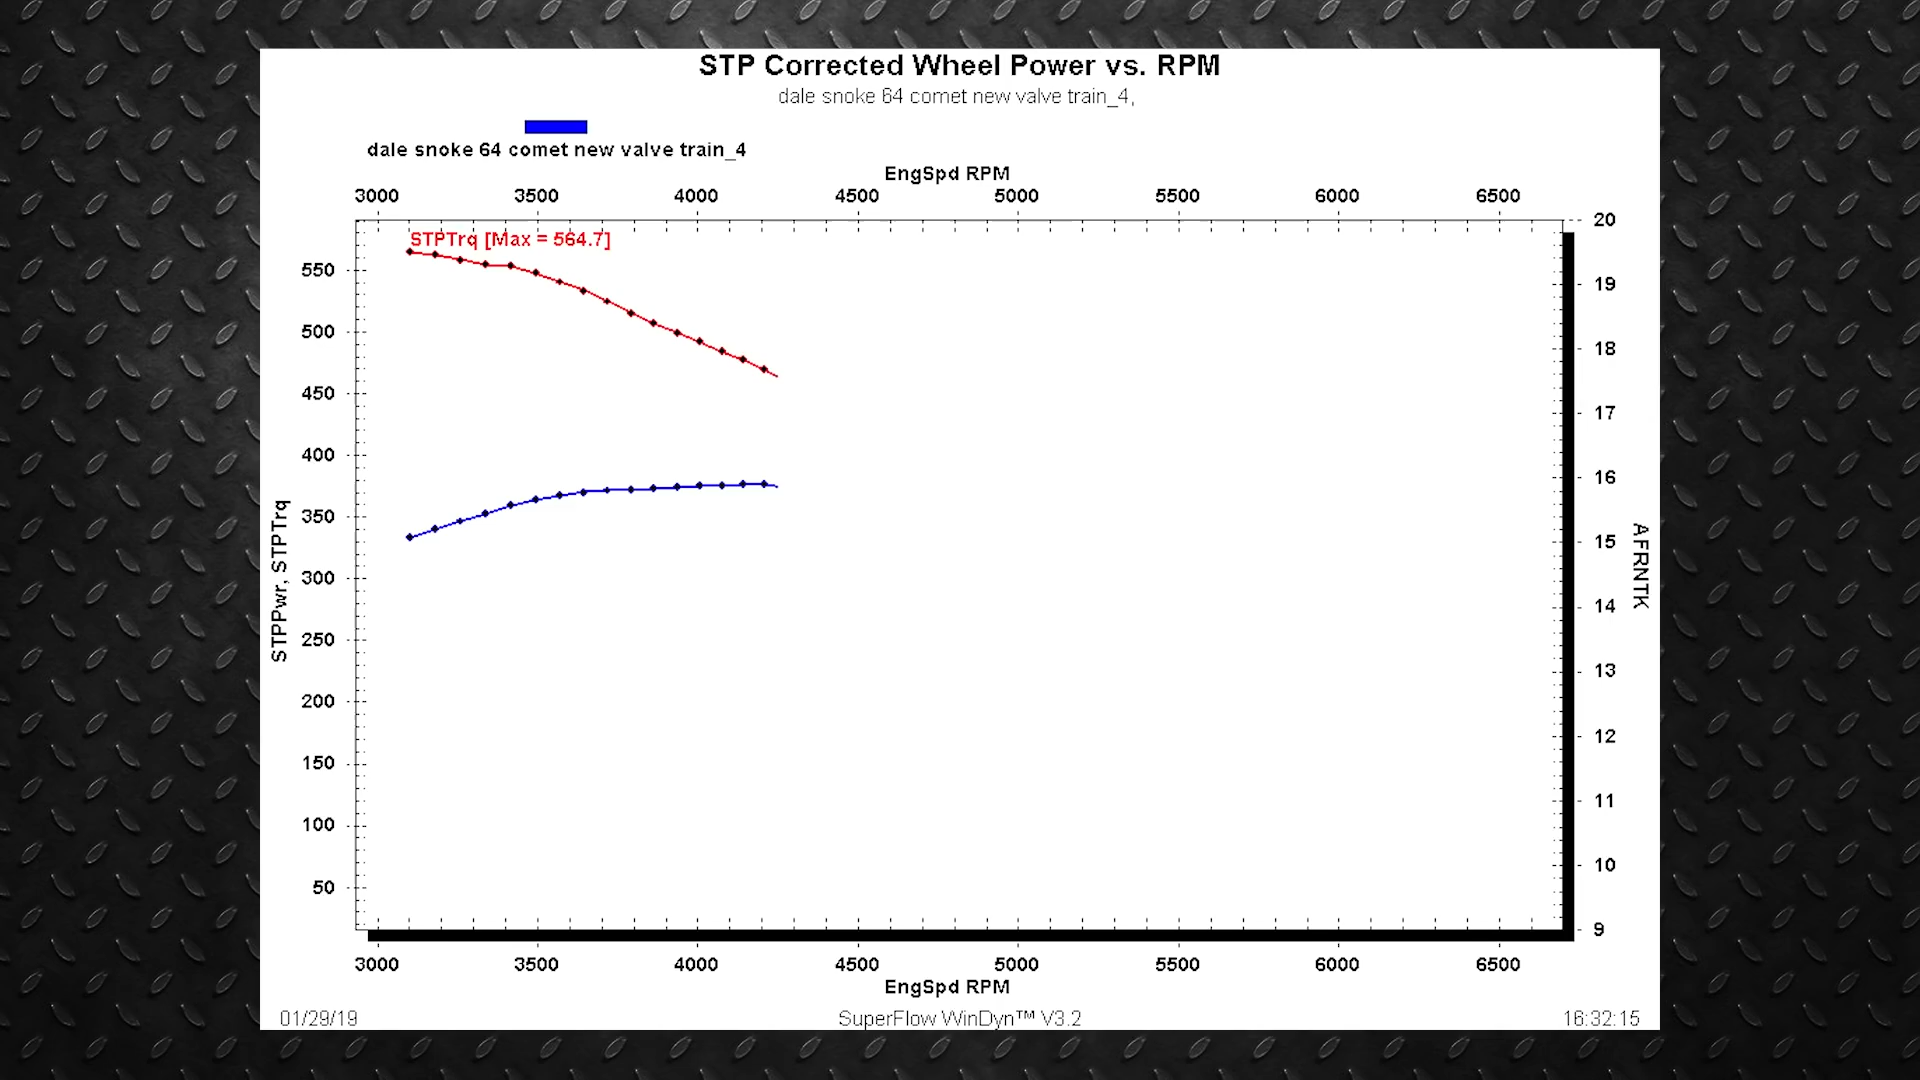 STP Corrected Wheel Power vs. RPM
dale snoke 64 comet new valve train_4,
dale snoke 64 comet new valve train_4
EngSpd RPM
3000 3500 4000 4500 5000 5500 6000 6500
STPTrq [Max = 564.7]
550
500
450
400
350
300
250
200
150
100
50
STPPwr, STPTrq
20
19
18
17
16
15
14
13
12
11
10
9
AFRNTK
3000 3500 4000 4500 5000 5500 6000 6500
EngSpd RPM
01/29/19 SuperFlow WinDyn™ V3.2 16:32:15